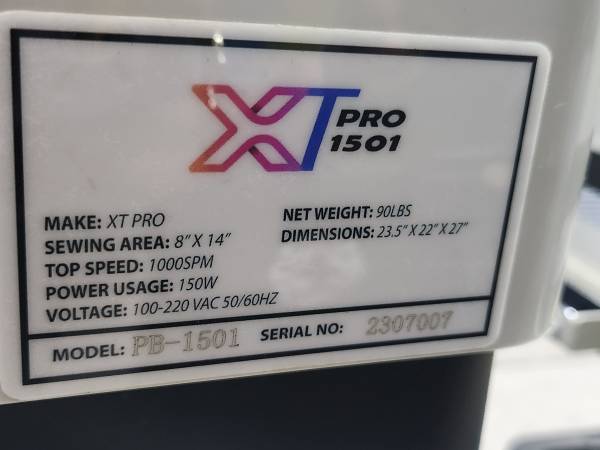 XT PRO
1501
MAKE: XT PRO
SEWING AREA: 8" X 14"
TOP SPEED: 1000SPM
POWER USAGE: 150W
VOLTAGE: 100-220 VAC 50/60HZ
NET WEIGHT: 90LBS
DIMENSIONS: 23.5" X 22" X 27"
MODEL: PB-1501 SERIAL NO: 2307007